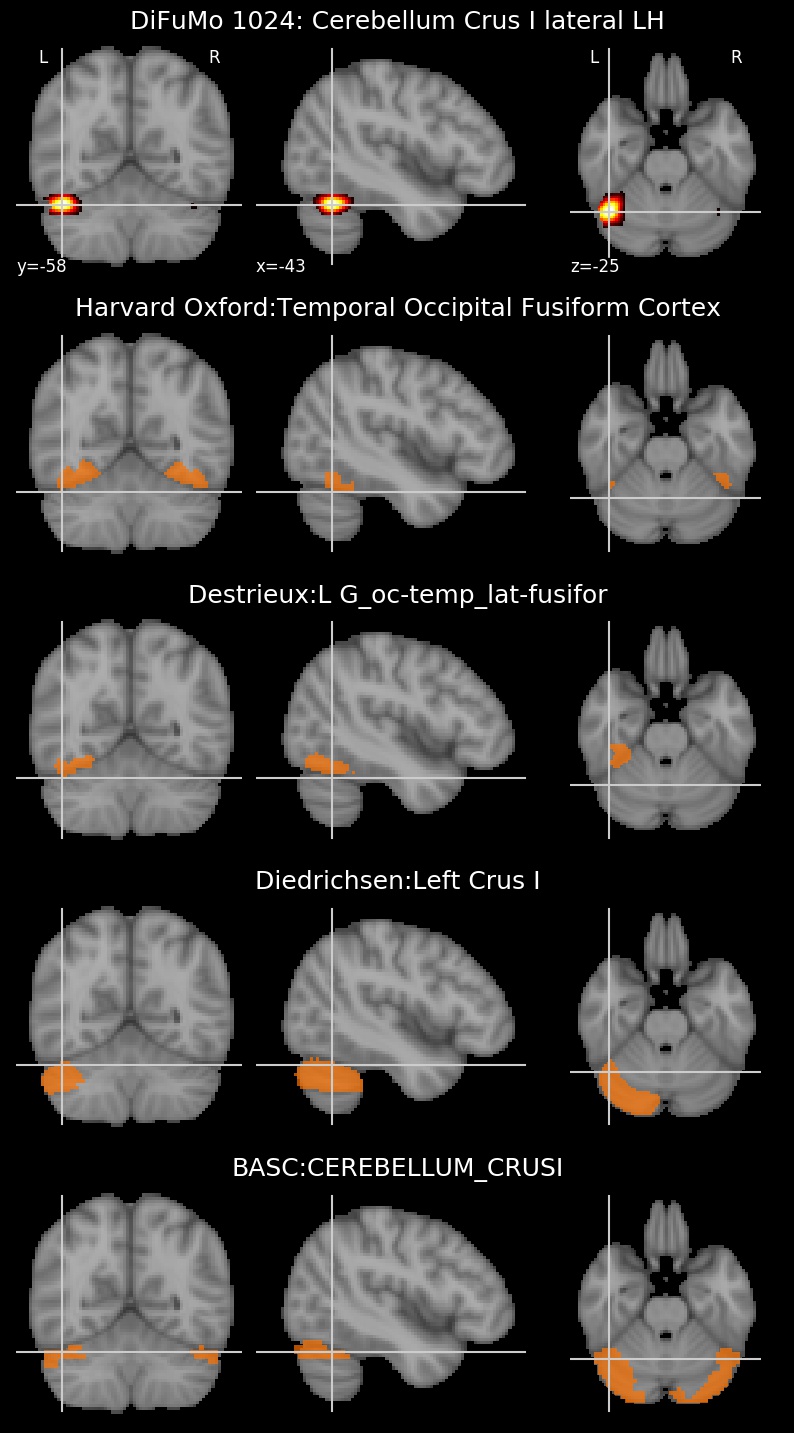 DiFuMo 1024: Cerebellum Crus I lateral LH
L R L R
y=-58 x=-43 z=-25
Harvard Oxford:Temporal Occipital Fusiform Cortex
Destrieux:L G_oc-temp_lat-fusifor
Diedrichsen:Left Crus I
BASC:CEREBELLUM_CRUSI